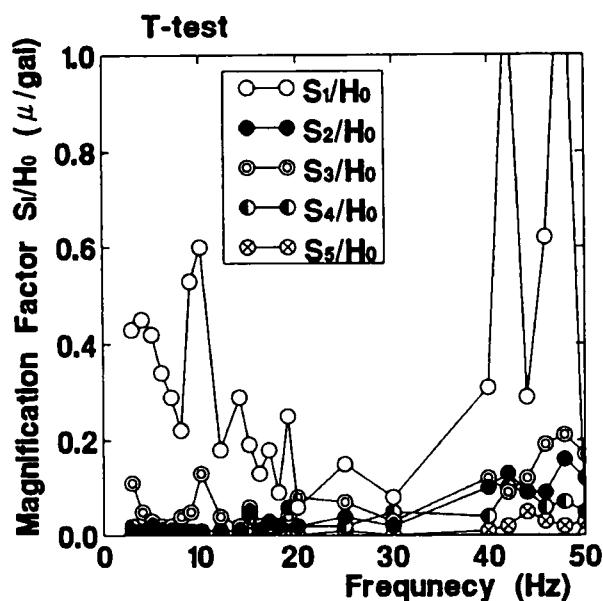 T-test
Magnification Factor Si/H0 (μ/gal)
1.0
0.8
0.6
0.4
0.2
0.0
S1/H0
S2/H0
S3/H0
S4/H0
S5/H0
0 10 20 30 40 50
Frequnecy (Hz)